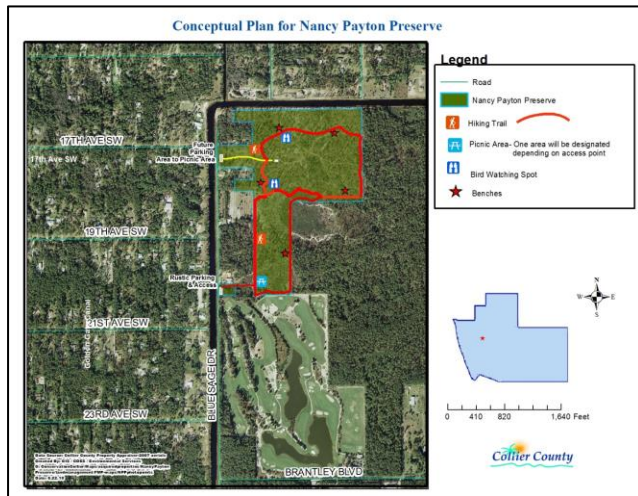 Conceptual Plan for Nancy Payton Preserve
17TH AVE SW
17th Ave SW
Future
Parking
Area to Picnic Area
19TH AVE SW
Rustic Parking
& Access
21ST AVE SW
23RD AVE SW
BLUE SAGE DR
BRANTLEY BLVD
Legend
Road
Nancy Payton Preserve
Hiking Trail
Picnic Area- One area will be designated
depending on access point
Bird Watching Spot
Benches
N
W E
S
0 410 820 1,640 Feet
Collier County